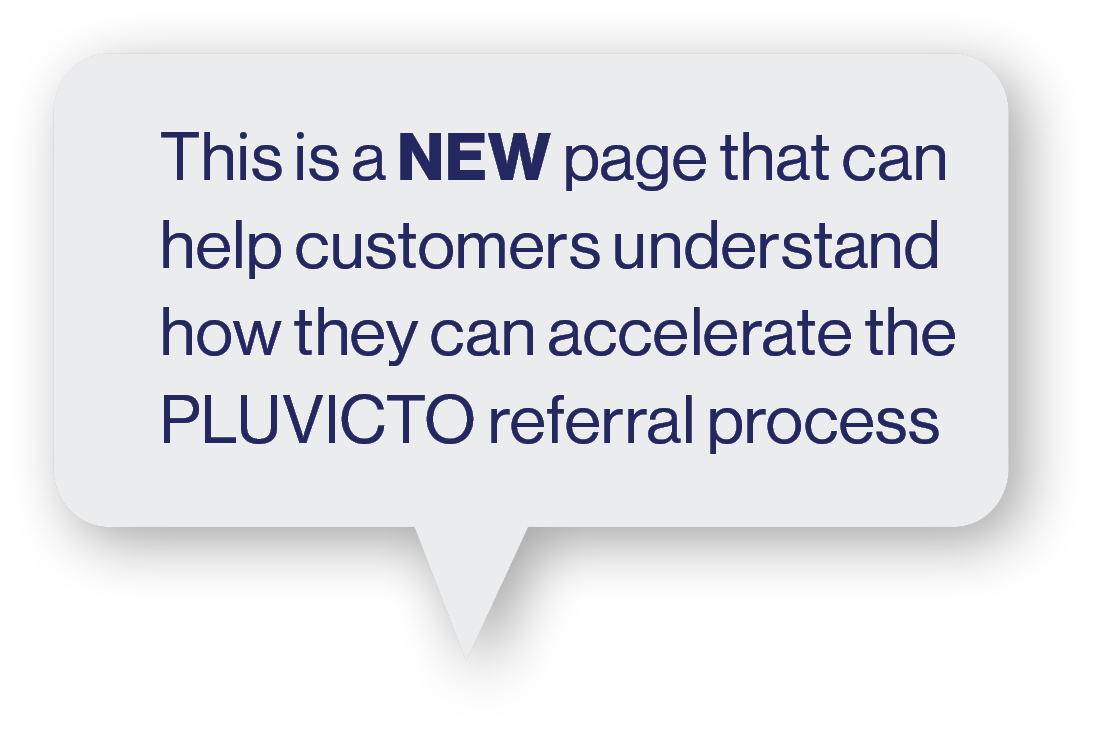 This is a NEW page that can
help customers understand
how they can accelerate the
PLUVICTO referral process